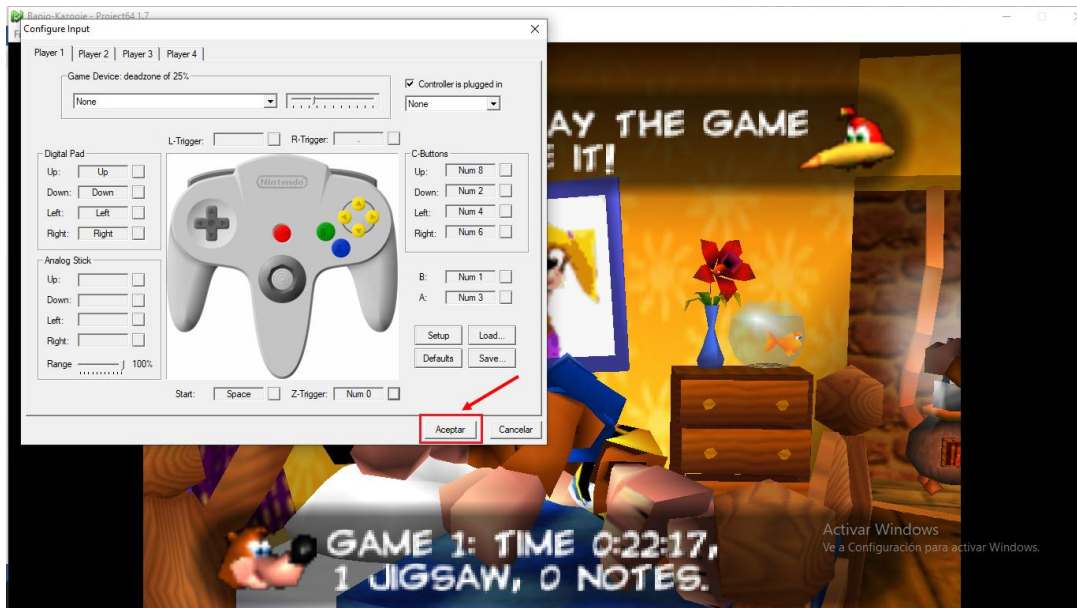 Banjo-Kazooie - Project64 1.7
Configure Input
Player 1 Player 2 Player 3 Player 4
Game Device: deadzone of 25%
None
Controller is plugged in
None
L-Trigger:
R-Trigger: .
Digital Pad
Up: Up
Down: Down
Left: Left
Right: Right
Analog Stick
Up:
Down:
Left:
Right:
Range 100%
Nintendo
C-Buttons
Up: Num 8
Down: Num 2
Left: Num 4
Right: Num 6
B: Num 1
A: Num 3
Setup Load...
Defaults Save...
Start: Space
Z-Trigger: Num 0
Aceptar Cancelar
AY THE GAME
E IT!
GAME 1: TIME 0:22:17,
1 JIGSAW, 0 NOTES.
Activar Windows
Ve a Configuración para activar Windows.